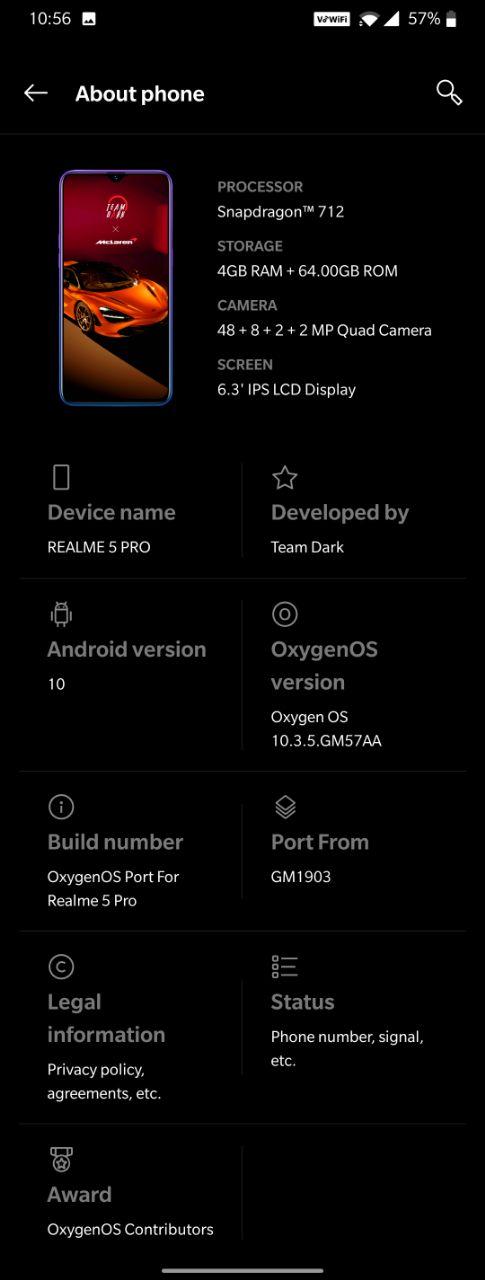 10:56
VoWiFi
57%
About phone
TEAM
DARK
×
McLaren
PROCESSOR
Snapdragon™ 712
STORAGE
4GB RAM + 64.00GB ROM
CAMERA
48 + 8 + 2 + 2 MP Quad Camera
SCREEN
6.3' IPS LCD Display
Device name
REALME 5 PRO
Developed by
Team Dark
Android version
10
OxygenOS
version
Oxygen OS
10.3.5.GM57AA
Build number
OxygenOS Port For
Realme 5 Pro
Port From
GM1903
Legal
information
Privacy policy,
agreements, etc.
Status
Phone number, signal,
etc.
Award
OxygenOS Contributors